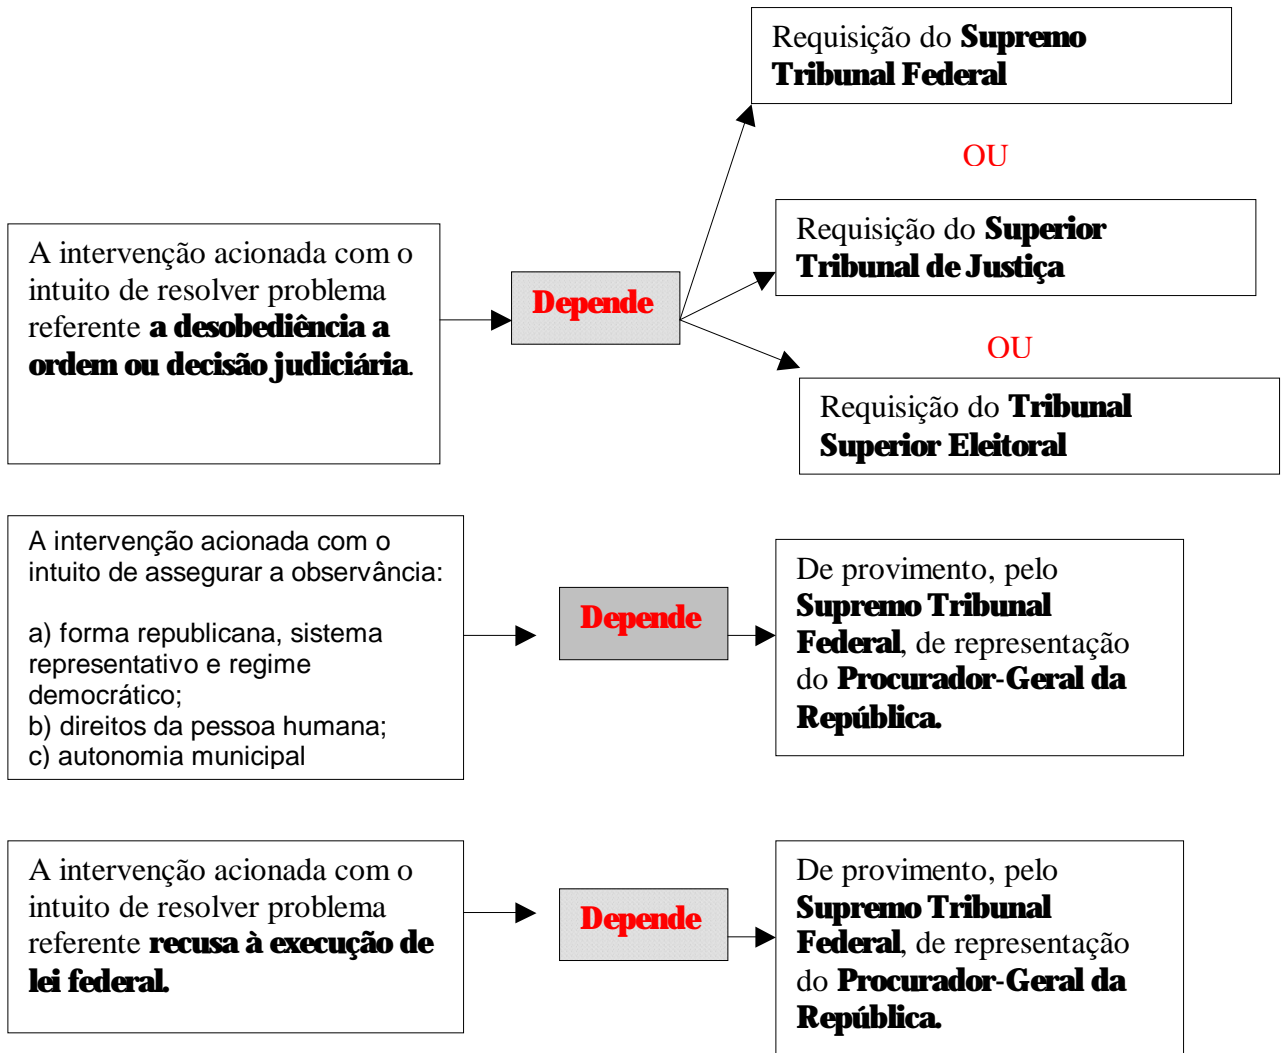 Requisição do Supremo
Tribunal Federal
OU
Requisição do Superior
Tribunal de Justiça
OU
Requisição do Tribunal
Superior Eleitoral
A intervenção acionada com o
intuito de resolver problema
referente a desobediência a
ordem ou decisão judiciária.
Depende
A intervenção acionada com o
intuito de assegurar a observância:
a) forma republicana, sistema
representativo e regime
democrático;
b) direitos da pessoa humana;
c) autonomia municipal
Depende
De provimento, pelo
Supremo Tribunal
Federal, de representação
do Procurador-Geral da
República.
A intervenção acionada com o
intuito de resolver problema
referente recusa à execução de
lei federal.
Depende
De provimento, pelo
Supremo Tribunal
Federal, de representação
do Procurador-Geral da
República.